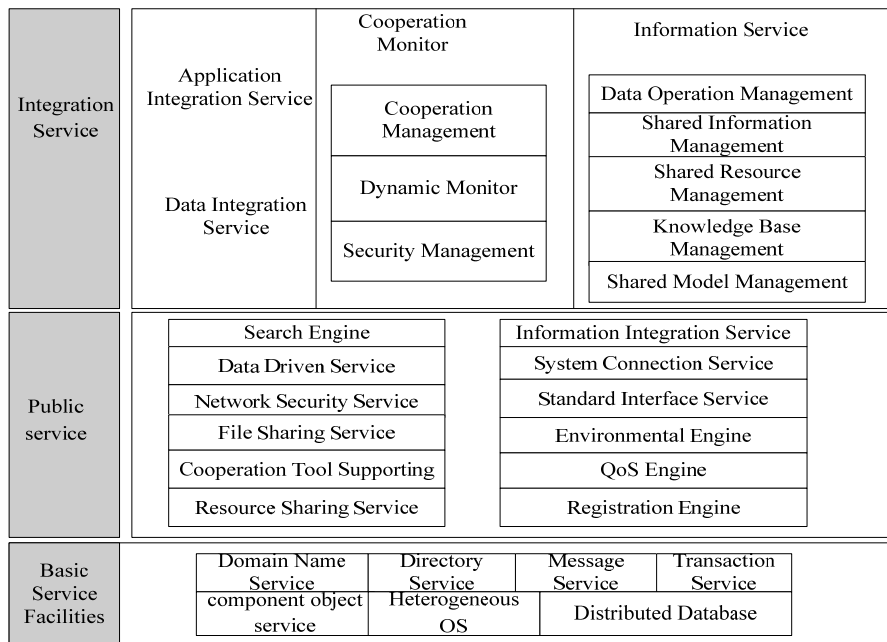 Integration
Service
Application
Integration Service
Data Integration
Service
Cooperation
Monitor
Cooperation
Management
Dynamic Monitor
Security Management
Information Service
Data Operation Management
Shared Information
Management
Shared Resource
Management
Knowledge Base
Management
Shared Model Management
Public
service
Search Engine
Data Driven Service
Network Security Service
File Sharing Service
Cooperation Tool Supporting
Resource Sharing Service
Information Integration Service
System Connection Service
Standard Interface Service
Environmental Engine
QoS Engine
Registration Engine
Basic
Service
Facilities
Domain Name
Service
Directory
Service
Message
Service
Transaction
Service
component object
service
Heterogeneous
OS
Distributed Database